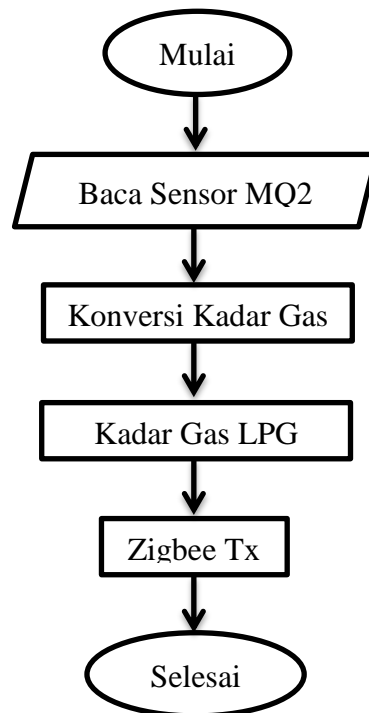 Mulai
Baca Sensor MQ2
Konversi Kadar Gas
Kadar Gas LPG
Zigbee Tx
Selesai